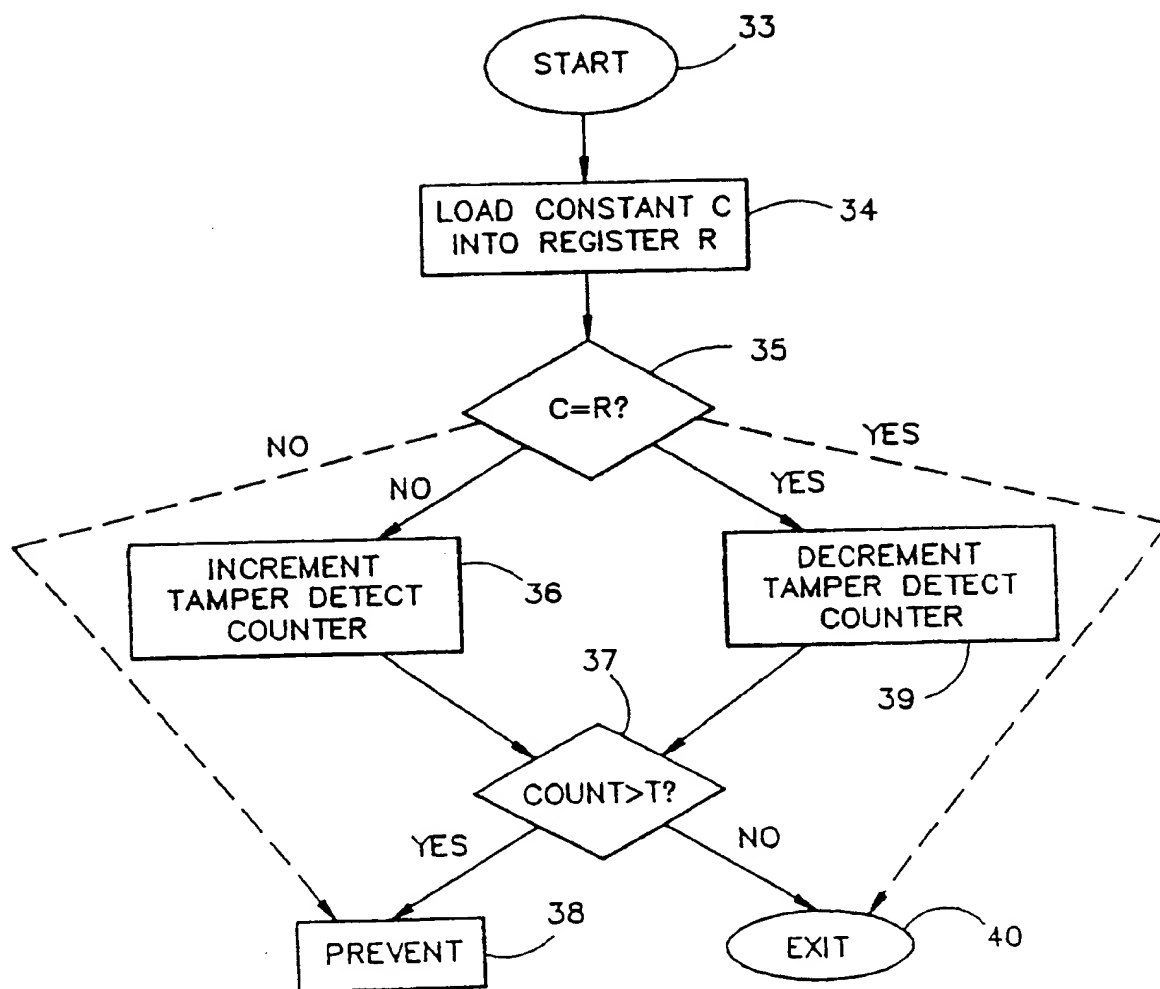 33
START
LOAD CONSTANT C
INTO REGISTER R
34
35
C=R?
NO
YES
NO
YES
INCREMENT
TAMPER DETECT
COUNTER
36
DECREMENT
TAMPER DETECT
COUNTER
39
37
COUNT>T?
YES
NO
PREVENT
38
EXIT
40